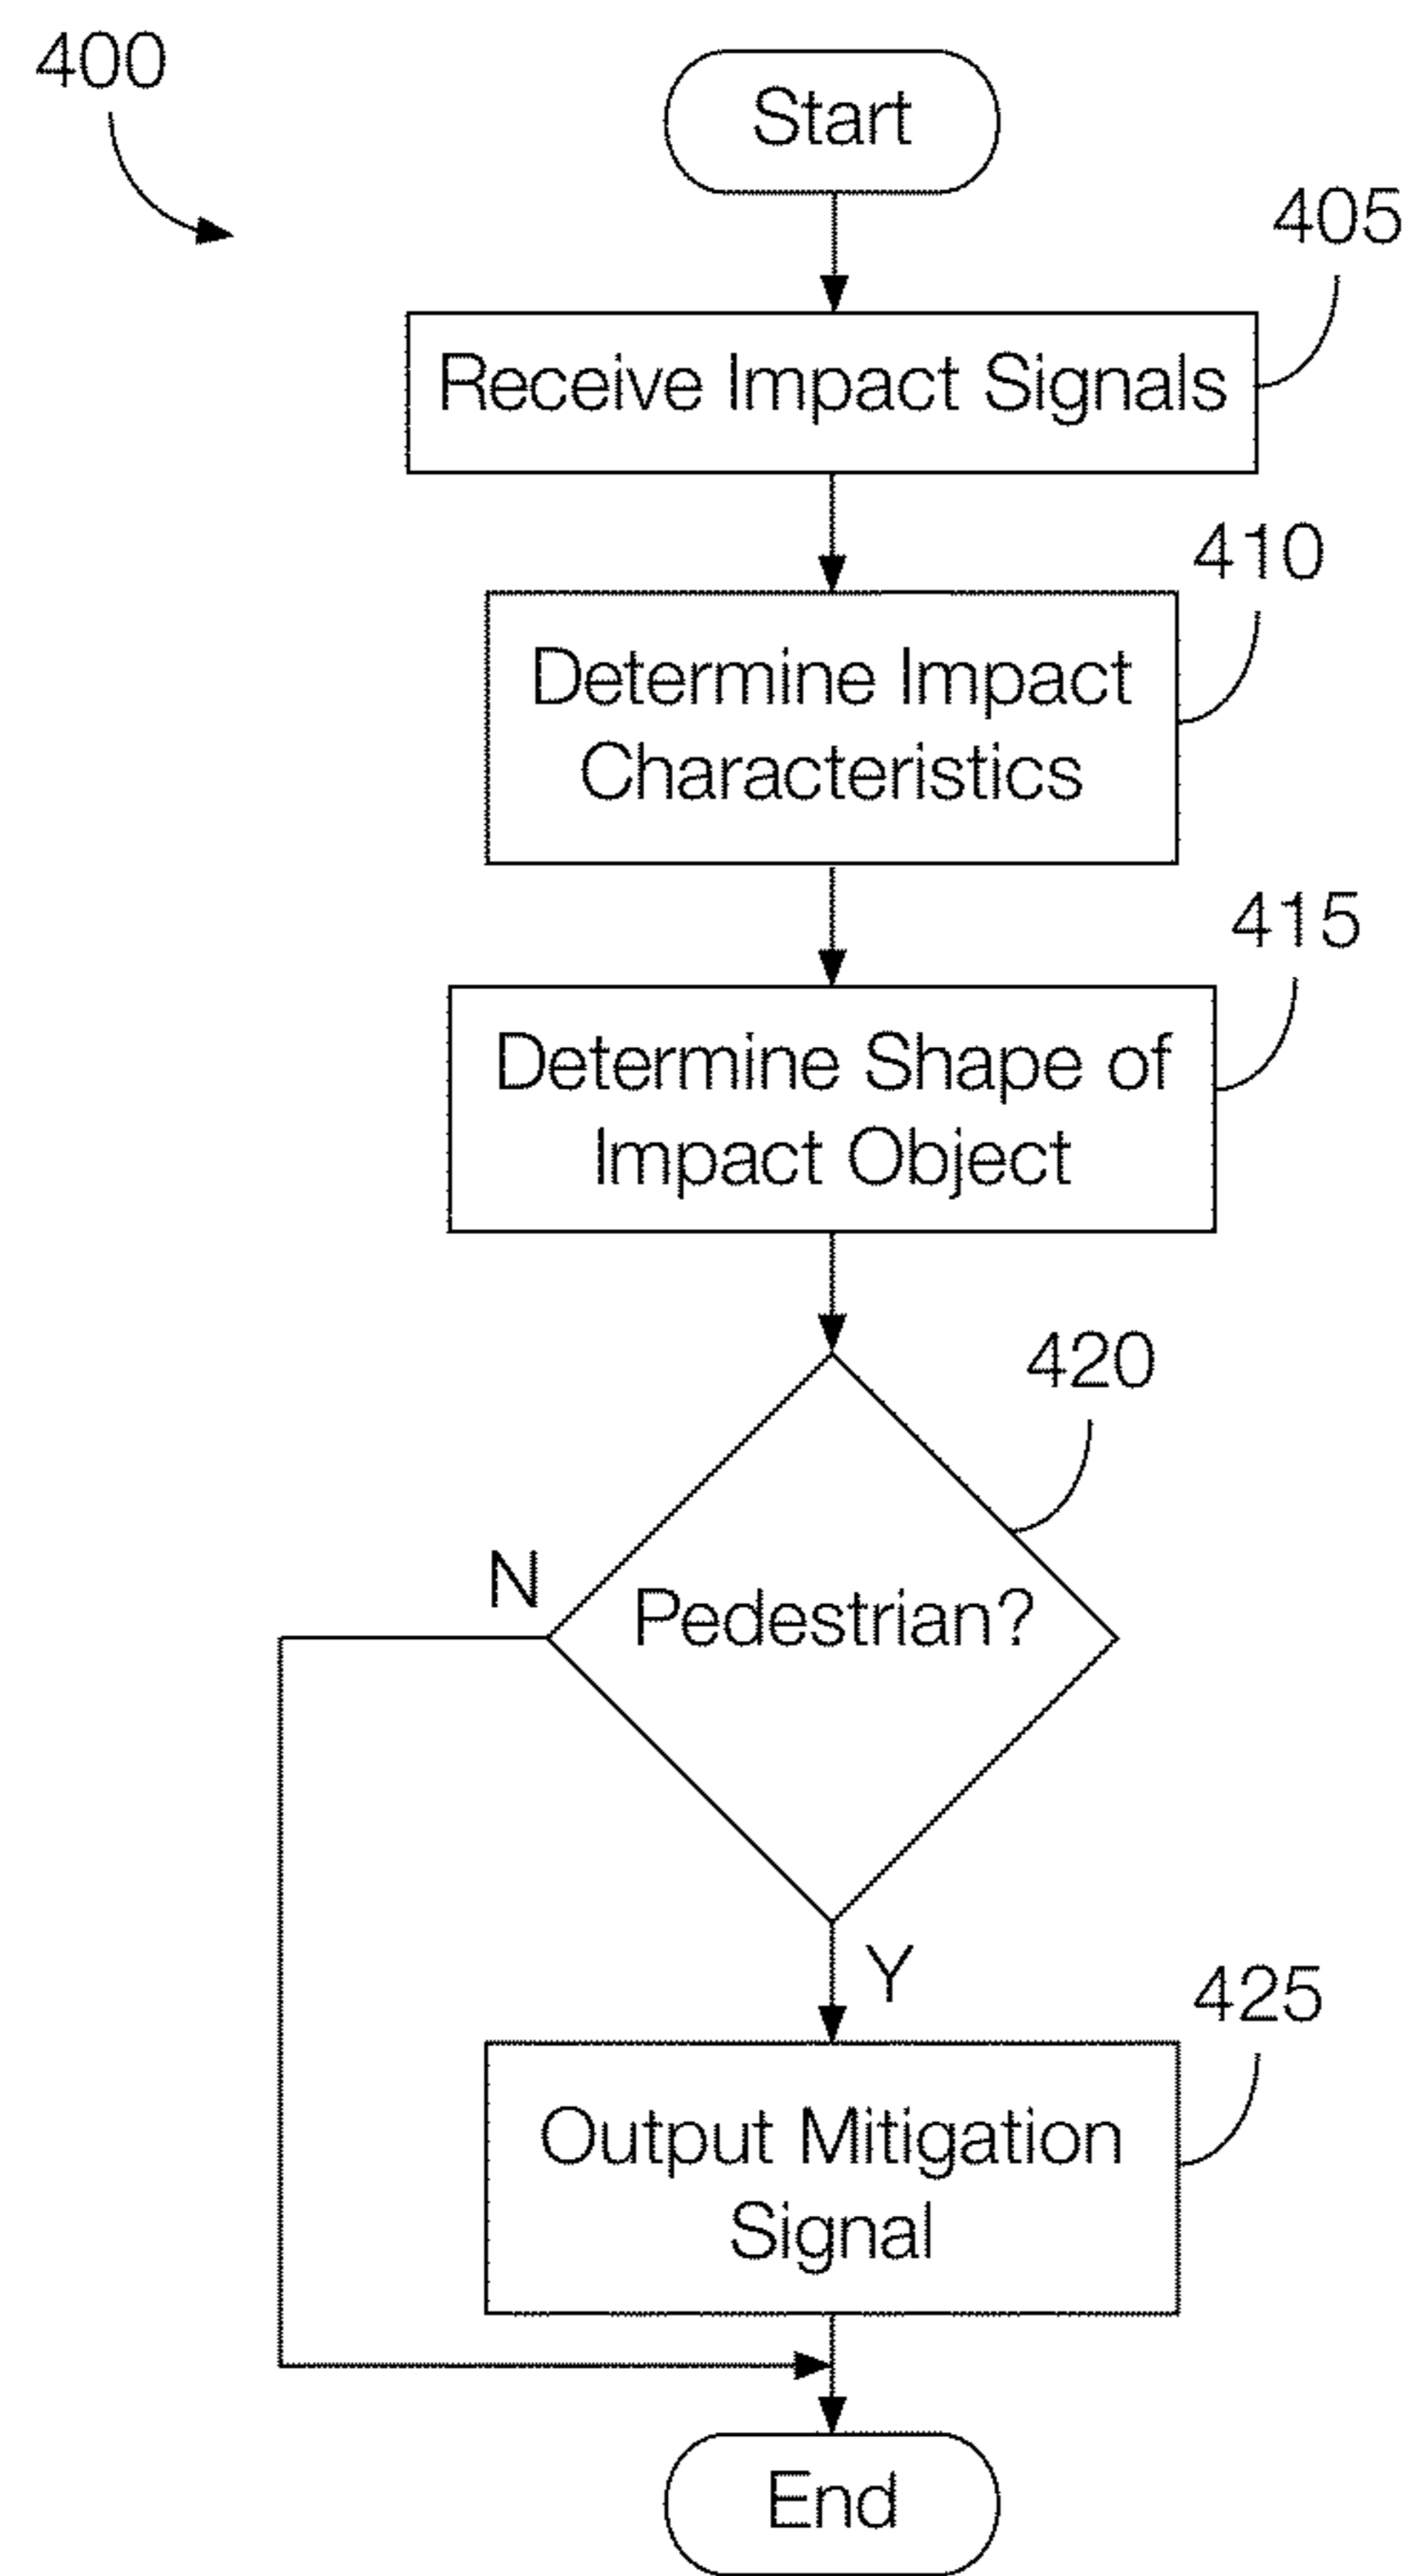 400
Start
405
Receive Impact Signals
410
Determine Impact
Characteristics
415
Determine Shape of
Impact Object
420
N
Pedestrian?
Y
425
Output Mitigation
Signal
End